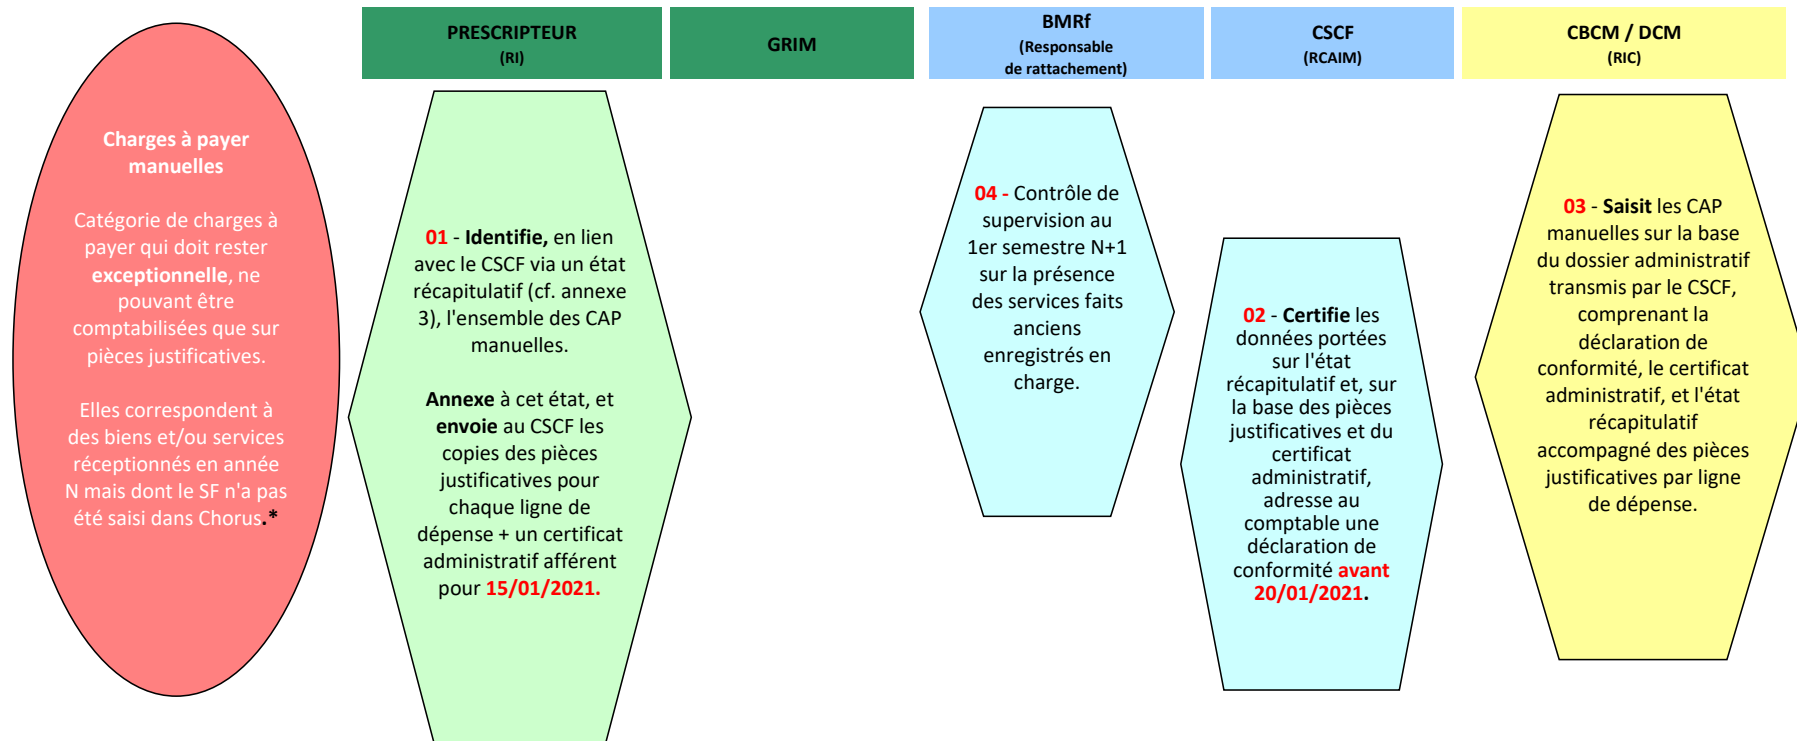 PRESCRIPTEUR
(RI)
GRIM
BMRf
(Responsable
de rattachement)
CSCF
(RCAIM)
CBCM / DCM
(RIC)
Charges à payer
manuelles
Catégorie de charges à
payer qui doit rester
exceptionnelle, ne
pouvant être
comptabilisées que sur
pièces justificatives.
Elles correspondent à
des biens et/ou services
réceptionnés en année
N mais dont le SF n'a pas
été saisi dans Chorus.*
01 - Identifie, en lien
avec le CSCF via un état
récapitulatif (cf. annexe
3), l'ensemble des CAP
manuelles.
Annexe à cet état, et
envoie au CSCF les
copies des pièces
justificatives pour
chaque ligne de
dépense + un certificat
administratif afférent
pour 15/01/2021.
04 - Contrôle de
supervision au
1er semestre N+1
sur la présence
des services faits
anciens
enregistrés en
charge.
02 - Certifie les
données portées
sur l'état
récapitulatif et, sur
la base des pièces
justificatives et du
certificat
administratif,
adresse au
comptable une
déclaration de
conformité avant
20/01/2021.
03 - Saisit les CAP
manuelles sur la base
du dossier administratif
transmis par le CSCF,
comprenant la
déclaration de
conformité, le certificat
administratif, et l'état
récapitulatif
accompagné des pièces
justificatives par ligne
de dépense.